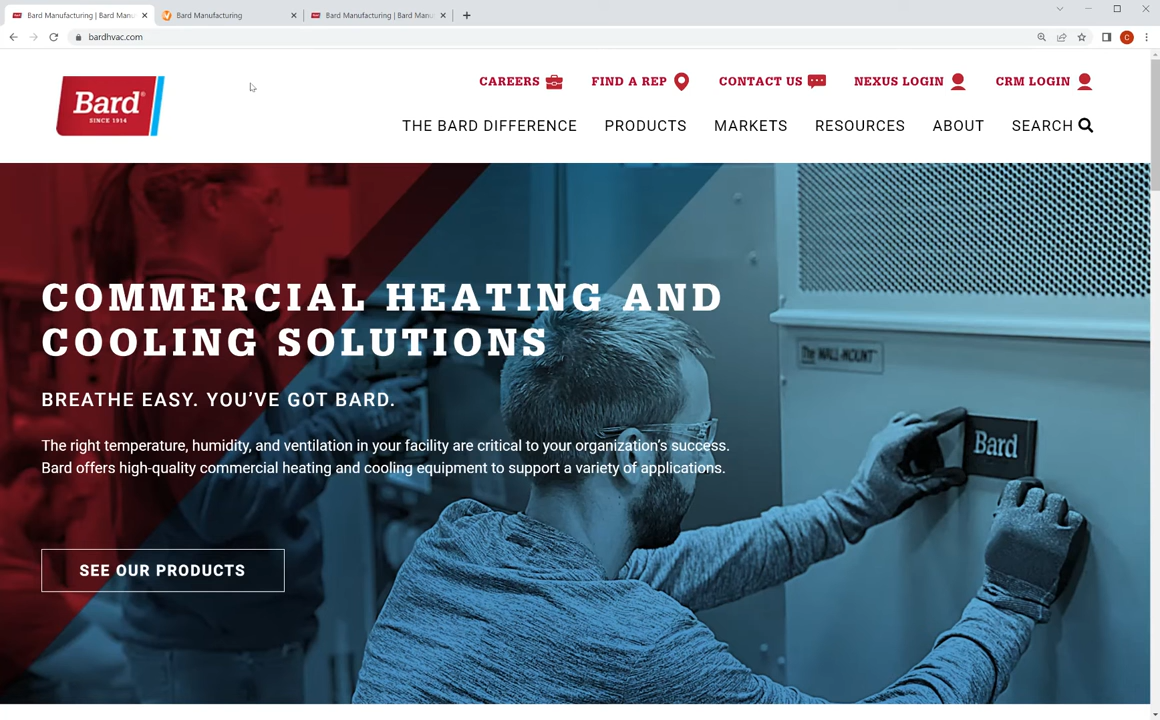 Bard Manufacturing | Bard Manu
Bard Manufacturing
Bard Manufacturing | Bard Manu
bardhvac.com
C
Bard®
SINCE 1914
CAREERS
FIND A REP
CONTACT US
NEXUS LOGIN
CRM LOGIN
THE BARD DIFFERENCE
PRODUCTS
MARKETS
RESOURCES
ABOUT
SEARCH
COMMERCIAL HEATING AND
COOLING SOLUTIONS
BREATHE EASY. YOU'VE GOT BARD.
The right temperature, humidity, and ventilation in your facility are critical to your organization's success.
Bard offers high-quality commercial heating and cooling equipment to support a variety of applications.
SEE OUR PRODUCTS
The WALL-MOUNT™
Bard